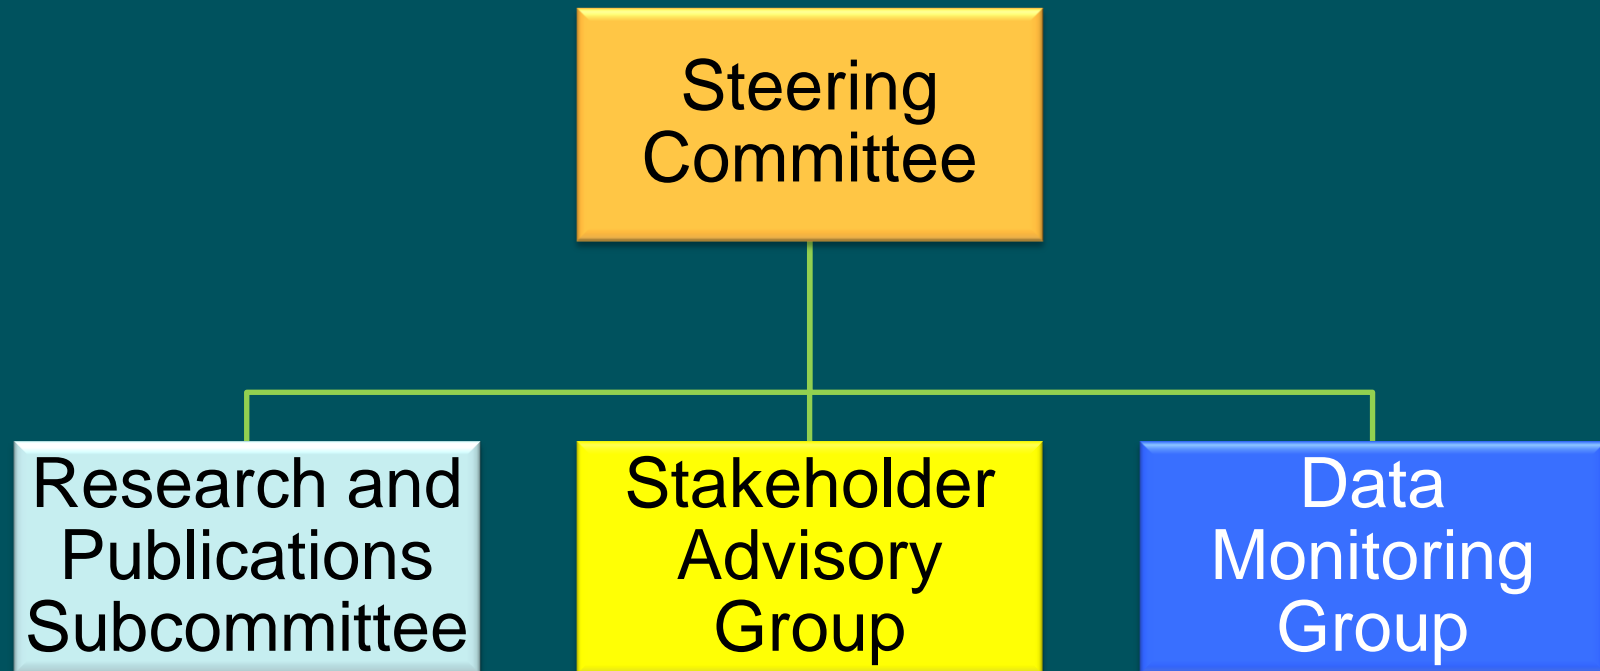 Steering
Committee
Research and
Publications
Subcommittee
Stakeholder
Advisory
Group
Data
Monitoring
Group